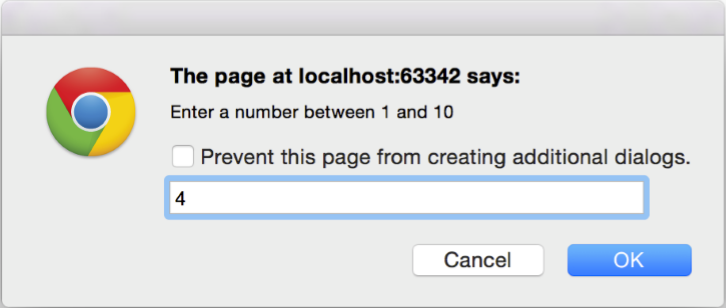 The page at localhost:63342 says:
Enter a number between 1 and 10
Prevent this page from creating additional dialogs.
4
Cancel OK